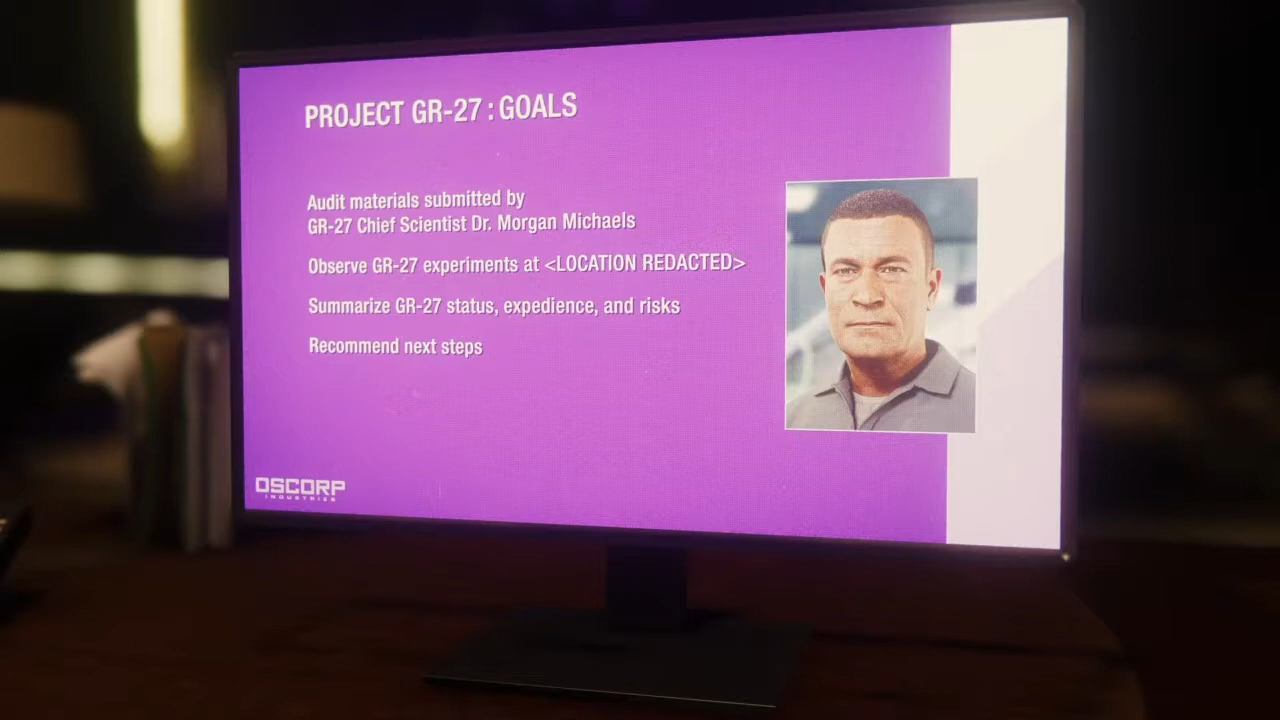 PROJECT GR-27 : GOALS
Audit materials submitted by
GR-27 Chief Scientist Dr. Morgan Michaels
Observe GR-27 experiments at <LOCATION REDACTED>
Summarize GR-27 status, expedience, and risks
Recommend next steps
OSCORP
INDUSTRIES